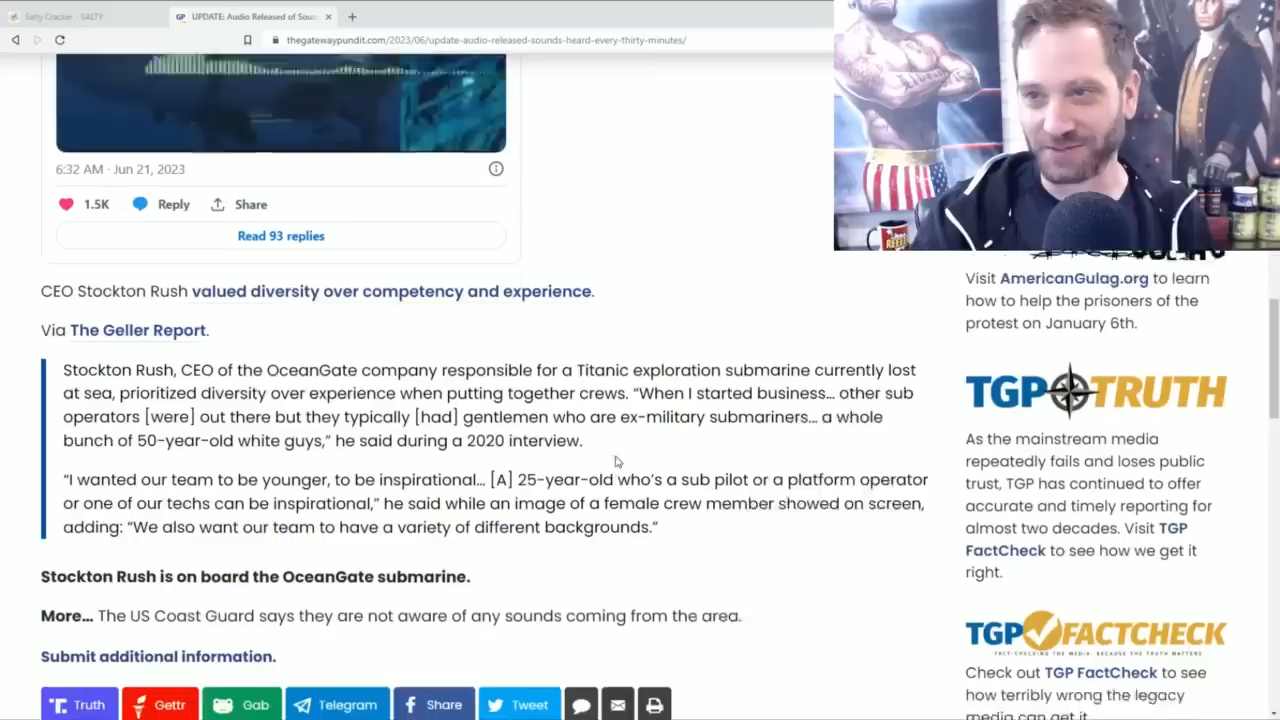 Salty Cracker - SALTY
GP UPDATE: Audio Released of Soun
thegatewaypundit.com/2023/06/update-audio-released-sounds-heard-every-thirty-minutes/
6:32 AM · Jun 21, 2023
1.5K Reply Share
Read 93 replies
CEO Stockton Rush valued diversity over competency and experience.
Via The Geller Report.
Stockton Rush, CEO of the OceanGate company responsible for a Titanic exploration submarine currently lost
at sea, prioritized diversity over experience when putting together crews. “When I started business… other sub
operators [were] out there but they typically [had] gentlemen who are ex-military submariners… a whole
bunch of 50-year-old white guys,” he said during a 2020 interview.
“I wanted our team to be younger, to be inspirational… [A] 25-year-old who’s a sub pilot or a platform operator
or one of our techs can be inspirational,” he said while an image of a female crew member showed on screen,
adding: “We also want our team to have a variety of different backgrounds.”
Stockton Rush is on board the OceanGate submarine.
More… The US Coast Guard says they are not aware of any sounds coming from the area.
Submit additional information.
Truth Gettr Gab Telegram Share Tweet
Visit AmericanGulag.org to learn
how to help the prisoners of the
protest on January 6th.
TGP TRUTH
As the mainstream media
repeatedly fails and loses public
trust, TGP has continued to offer
accurate and timely reporting for
almost two decades. Visit TGP
FactCheck to see how we get it
right.
TGP FACTCHECK
FACT-CHECKING THE MEDIA: BECAUSE THE TRUTH MATTERS
Check out TGP FactCheck to see
how terribly wrong the legacy
media can get it.